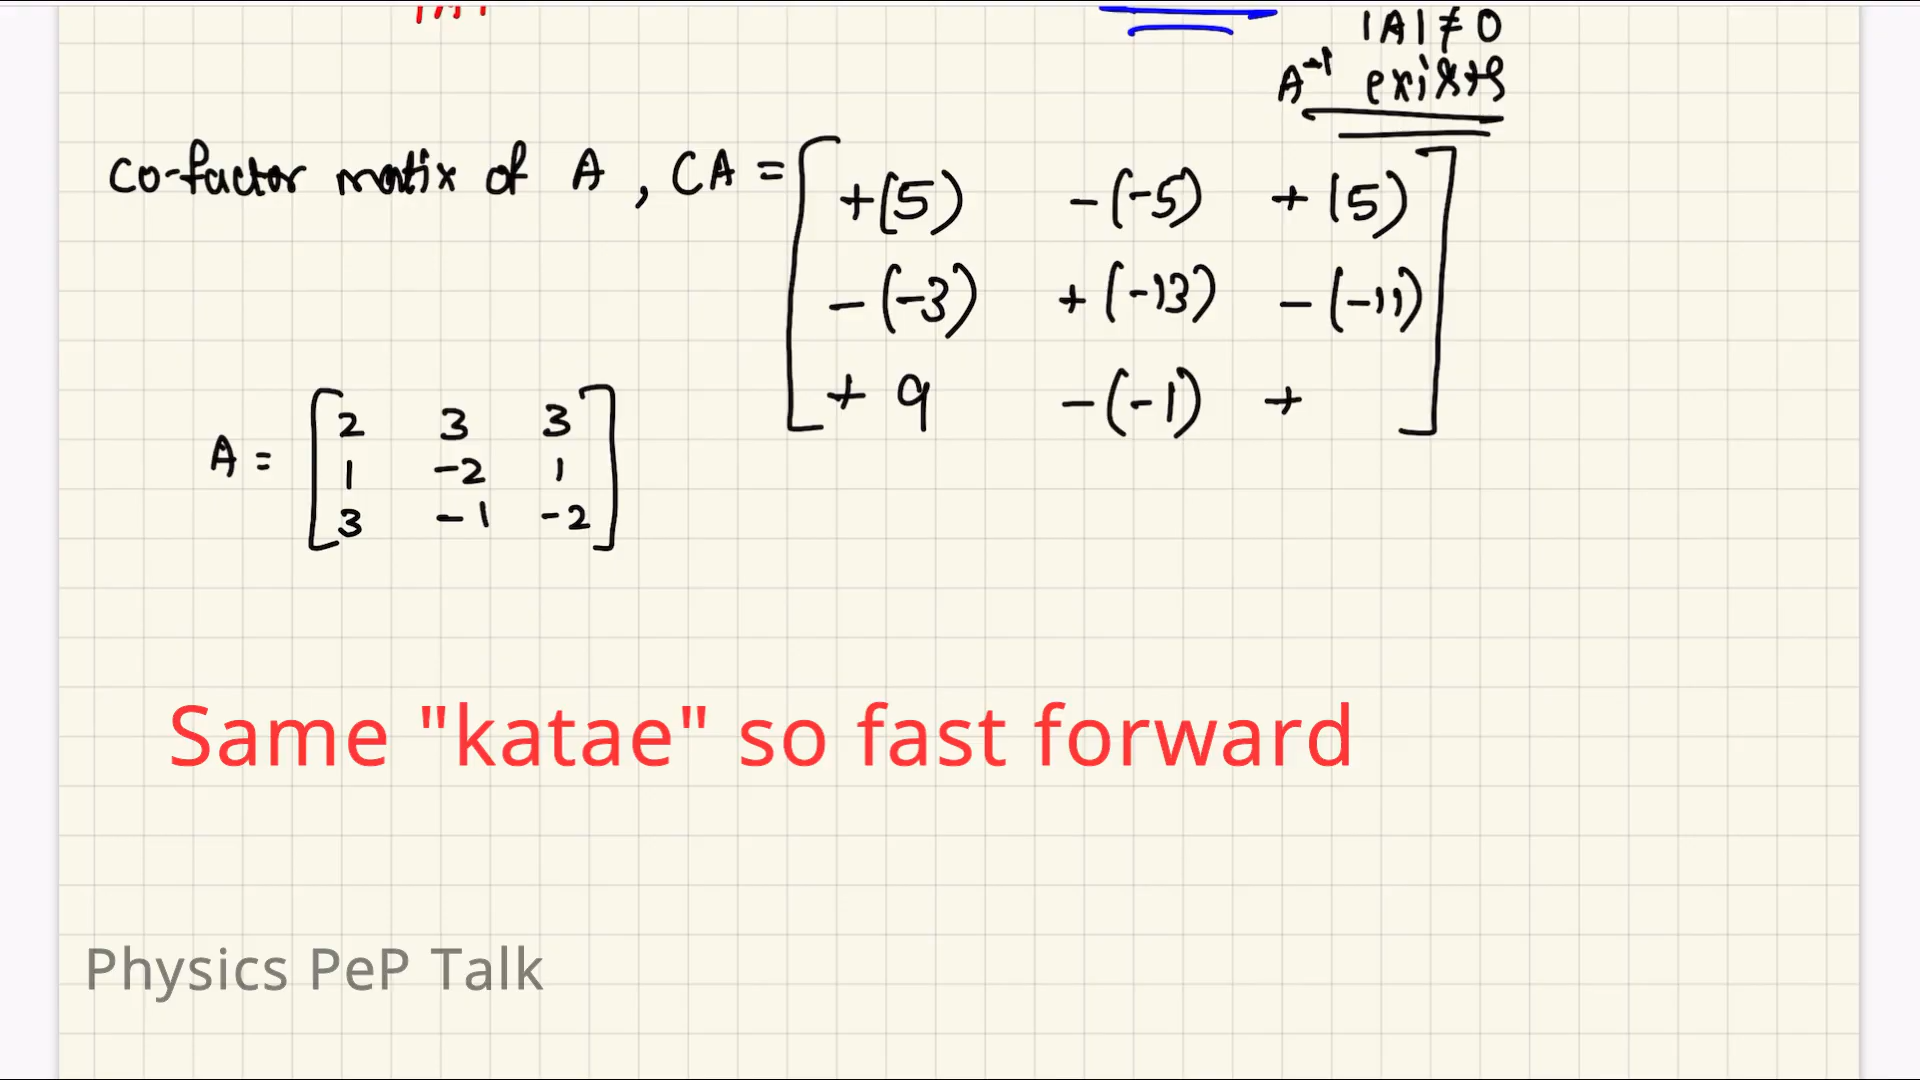 |A| ≠ 0
A⁻¹ exists
co-factor matix of A , CA =
+(5) -(-5) +(5)
-(-3) +(-13) -(-11)
+ 9 -(-1) +
A =
2 3 3
1 -2 1
3 -1 -2
Same "katae" so fast forward
Physics PeP Talk